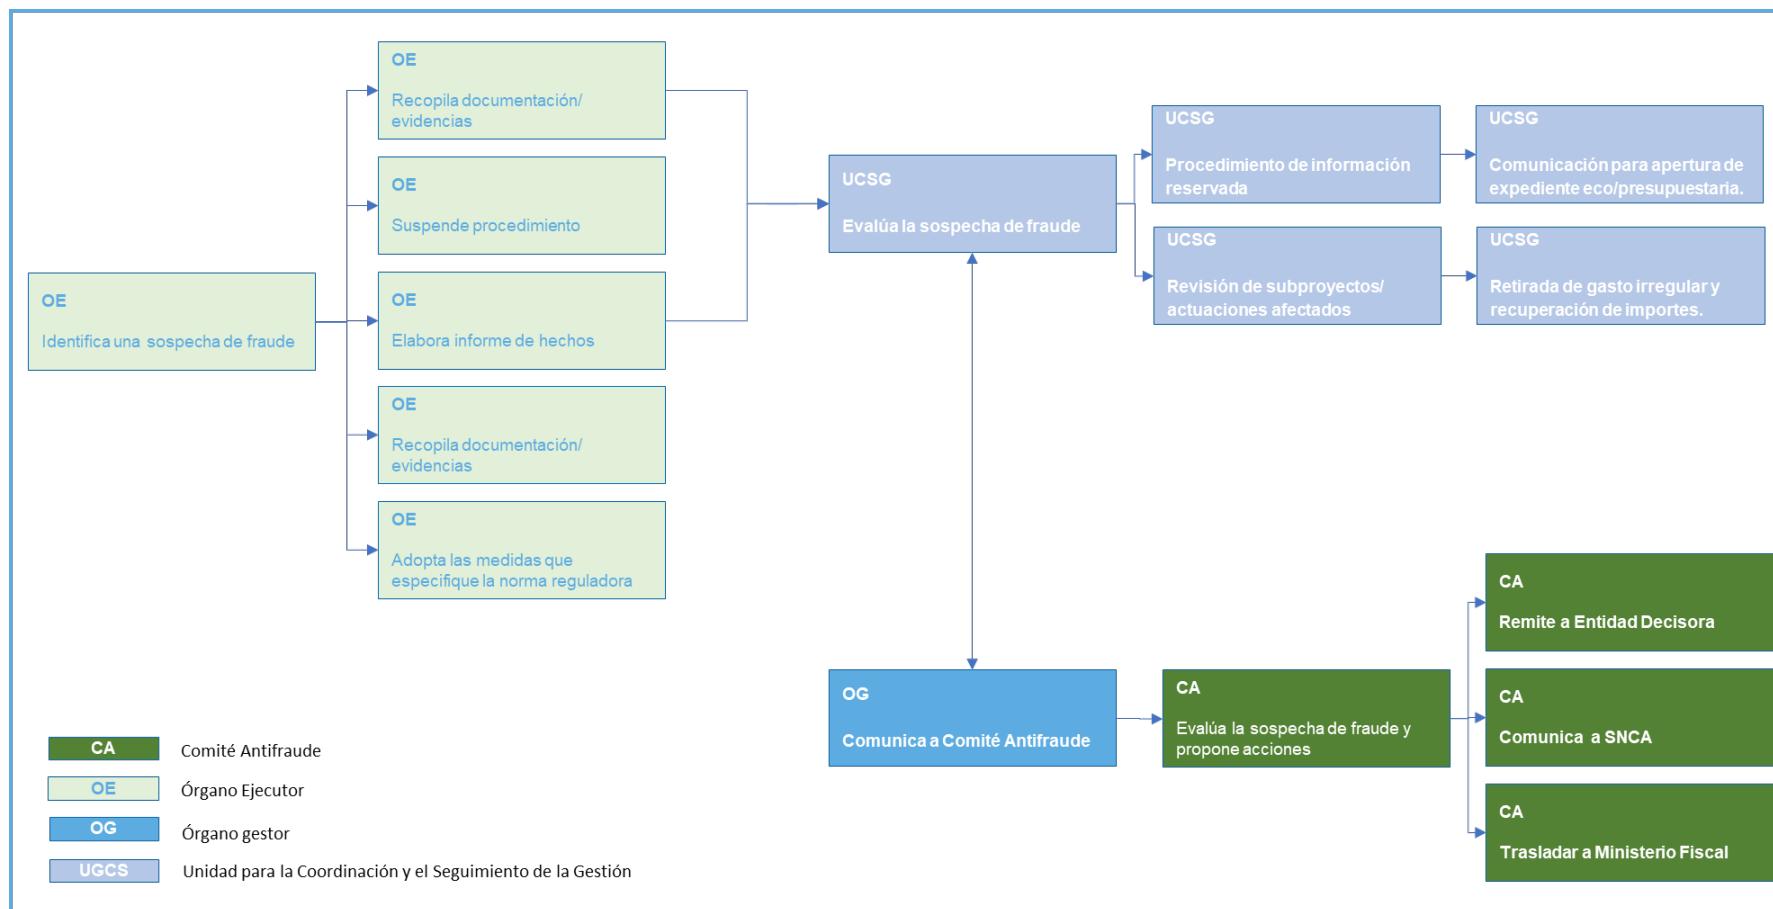 OE
Identifica una sospecha de fraude
OE
Recopila documentación/
evidencias
OE
Suspende procedimiento
OE
Elabora informe de hechos
OE
Recopila documentación/
evidencias
OE
Adopta las medidas que
especifique la norma reguladora
UCSG
Evalúa la sospecha de fraude
UCSG
Procedimiento de información
reservada
UCSG
Comunicación para apertura de
expediente eco/presupuestaria.
UCSG
Revisión de subproyectos/
actuaciones afectados
UCSG
Retirada de gasto irregular y
recuperación de importes.
OG
Comunica a Comité Antifraude
CA
Evalúa la sospecha de fraude y
propone acciones
CA
Remite a Entidad Decisora
CA
Comunica a SNCA
CA
Trasladar a Ministerio Fiscal
CA Comité Antifraude
OE Órgano Ejecutor
OG Órgano gestor
UGCS Unidad para la Coordinación y el Seguimiento de la Gestión